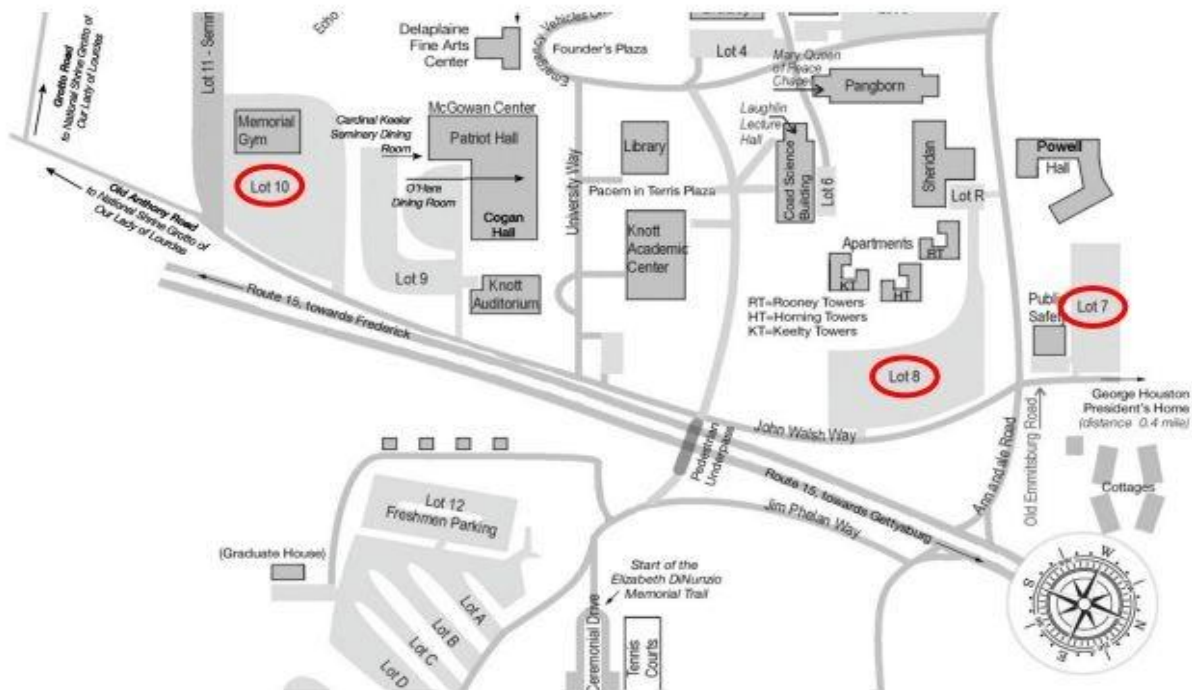 Echo
Delaplaine
Fine Arts
Center
Emergency Vehicles Only
Founder's Plaza
Lot 4
Mary Queen
of Peace
Chapel
Pangborn
Grotto Road
to National Shrine Grotto of
Our Lady of Lourdes
Lot 11 - Semin
Memorial
Gym
Lot 10
Cardinal Keeler
Seminary Dining
Room
McGowan Center
Patriot Hall
O'Hare
Dining Room
Cogan
Hall
University Way
Library
Pacem in Terris Plaza
Laughlin
Lecture
Hall
Coad Science
Building
Lot 6
Sheridan
Lot R
Powell
Hall
Old Anthony Road
to National Shrine Grotto of
Our Lady of Lourdes
Lot 9
Knott
Auditorium
Knott
Academic
Center
Apartments
RT
KT
HT
RT=Rooney Towers
HT=Horning Towers
KT=Keelty Towers
Public
Safety
Lot 7
Route 15, towards Frederick
Lot 8
John Walsh Way
George Houston
President's Home
(distance 0.4 mile)
Pedestrian
Underpass
Route 15, towards Gettysburg
Annandale Road
Old Emmitsburg Road
Cottages
Jim Phelan Way
Lot 12
Freshmen Parking
(Graduate House)
Lot A
Lot B
Lot C
Lot D
Start of the
Elizabeth DiNunzio
Memorial Trail
Ceremonial Drive
Tennis
Courts
S
W
N
E